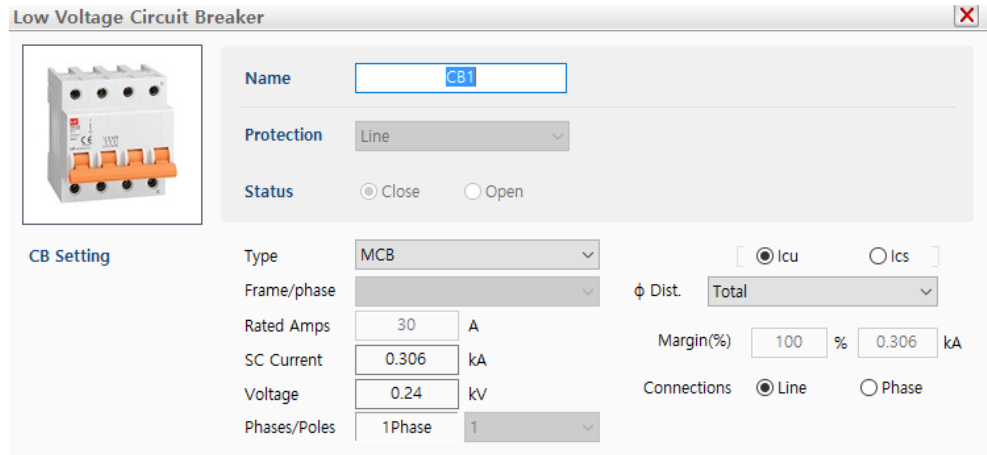 Low Voltage Circuit Breaker
Name CB1
Protection Line
Status Close Open
CB Setting Type MCB Icu Ics
Frame/phase ϕ Dist. Total
Rated Amps 30 A
Margin(%) 100 % 0.306 kA
SC Current 0.306 kA
Connections Line Phase
Voltage 0.24 kV
Phases/Poles 1Phase 1